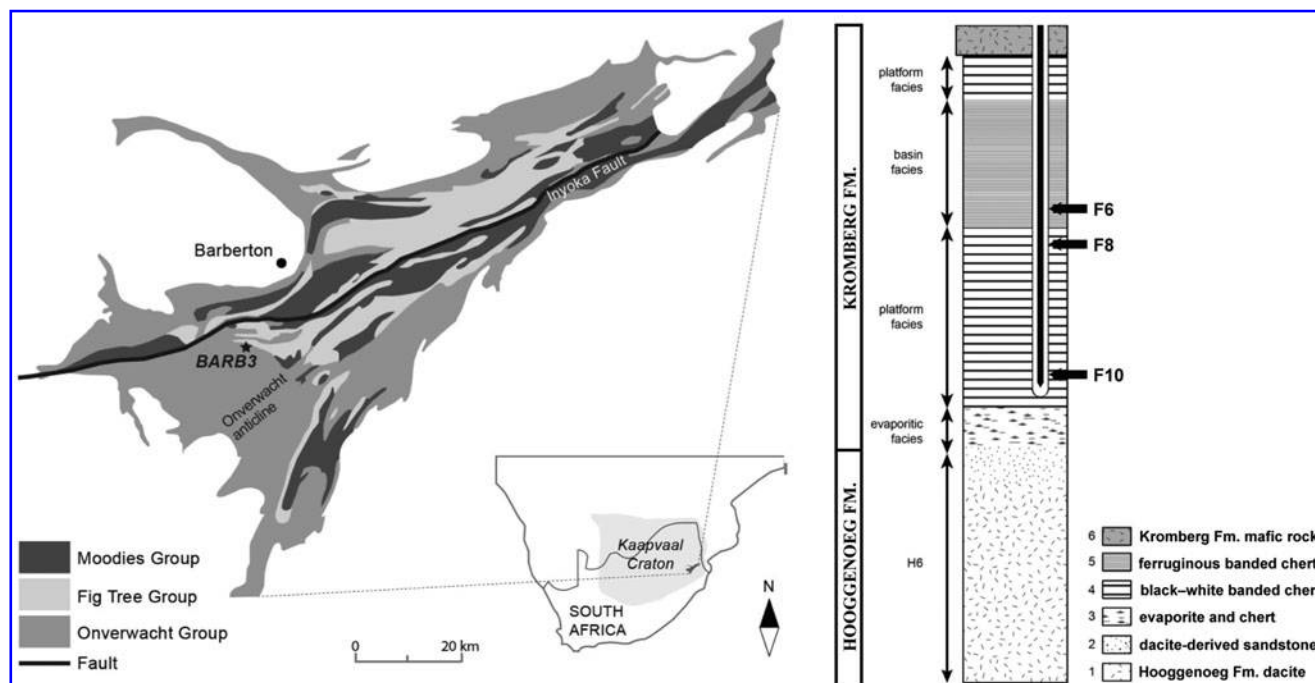 Barberton
BARB3
Inyoka Fault
Onverwacht
anticline
Moodies Group
Fig Tree Group
Onverwacht Group
Fault
0
20 km
Kaapvaal
Craton
SOUTH
AFRICA
N
KROMBERG FM.
HOOGGENOEG FM.
platform
facies
basin
facies
platform
facies
evaporitic
facies
H6
F6
F8
F10
6 Kromberg Fm. mafic rock
5 ferruginous banded chert
4 black–white banded cher
3 evaporite and chert
2 dacite-derived sandstone
1 Hooggenoeg Fm. dacite